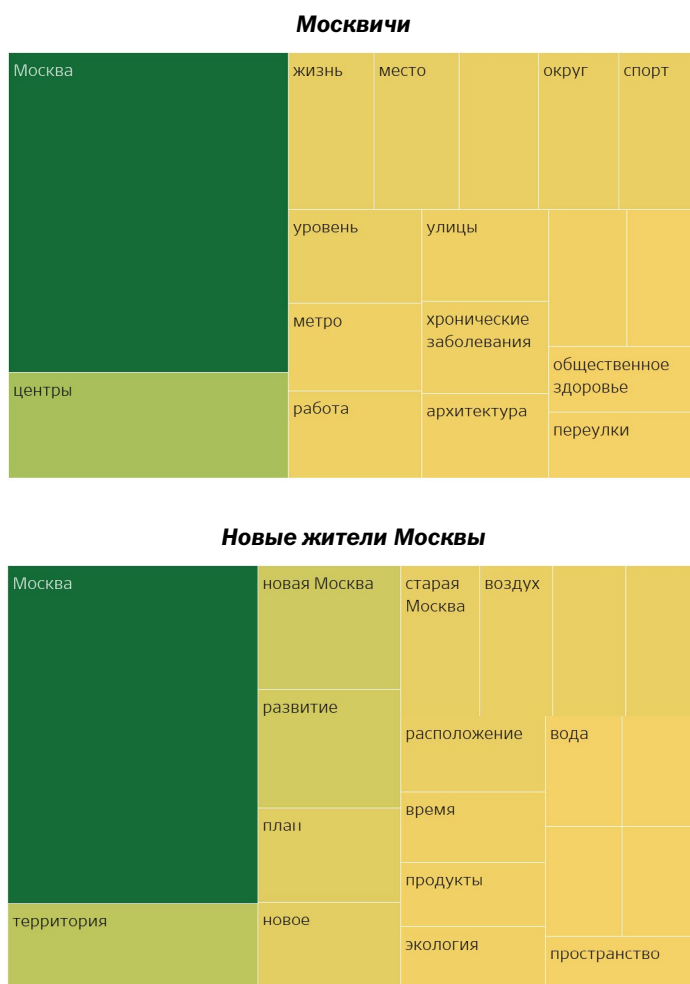 Москвичи
Москва
жизнь
место
округ
спорт
уровень
улицы
метро
хронические
заболевания
общественное
здоровье
центры
работа
архитектура
переулки
Новые жители Москвы
Москва
новая Москва
старая
Москва
воздух
развитие
расположение
вода
время
план
продукты
территория
новое
экология
пространство